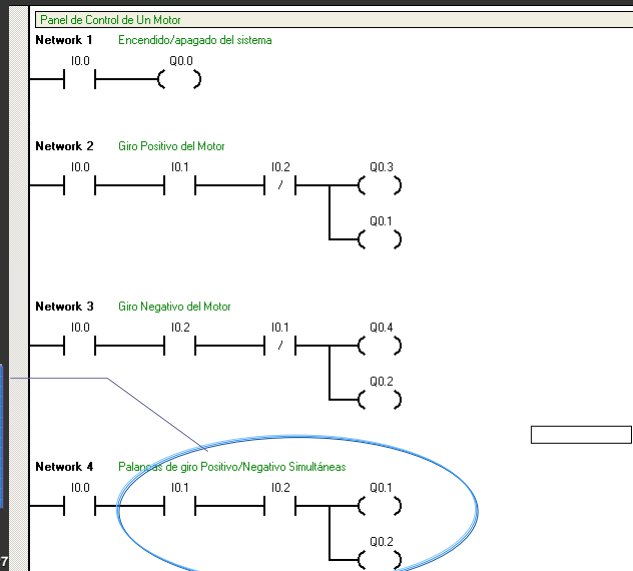 Panel de Control de Un Motor
Network 1 Encendido/apagado del sistema
I0.0 Q0.0
Network 2 Giro Positivo del Motor
I0.0 I0.1 I0.2 Q0.3
/
Q0.1
Network 3 Giro Negativo del Motor
I0.0 I0.2 I0.1 Q0.4
/
Q0.2
Network 4 Palancas de giro Positivo/Negativo Simultáneas
I0.0 I0.1 I0.2 Q0.1
Q0.2
7